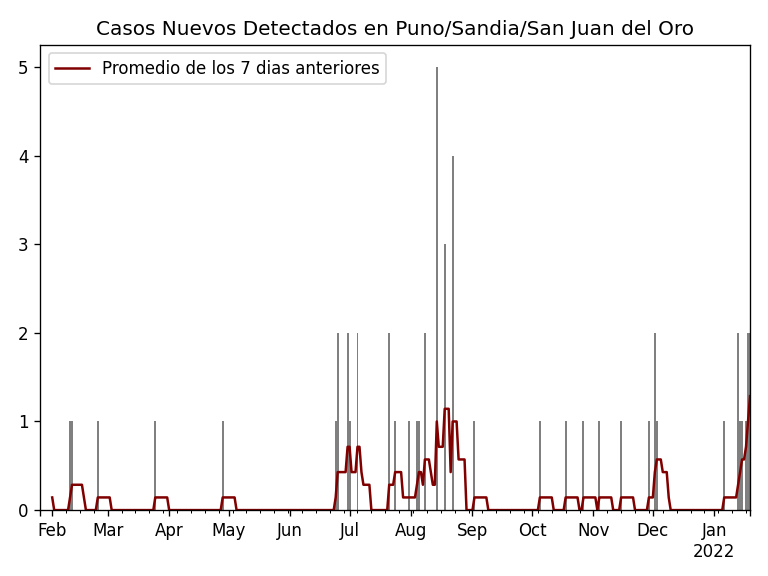 Casos Nuevos Detectados en Puno/Sandia/San Juan del Oro
Promedio de los 7 dias anteriores
5
4
3
2
1
0
Feb Mar Apr May Jun Jul Aug Sep Oct Nov Dec Jan
2022